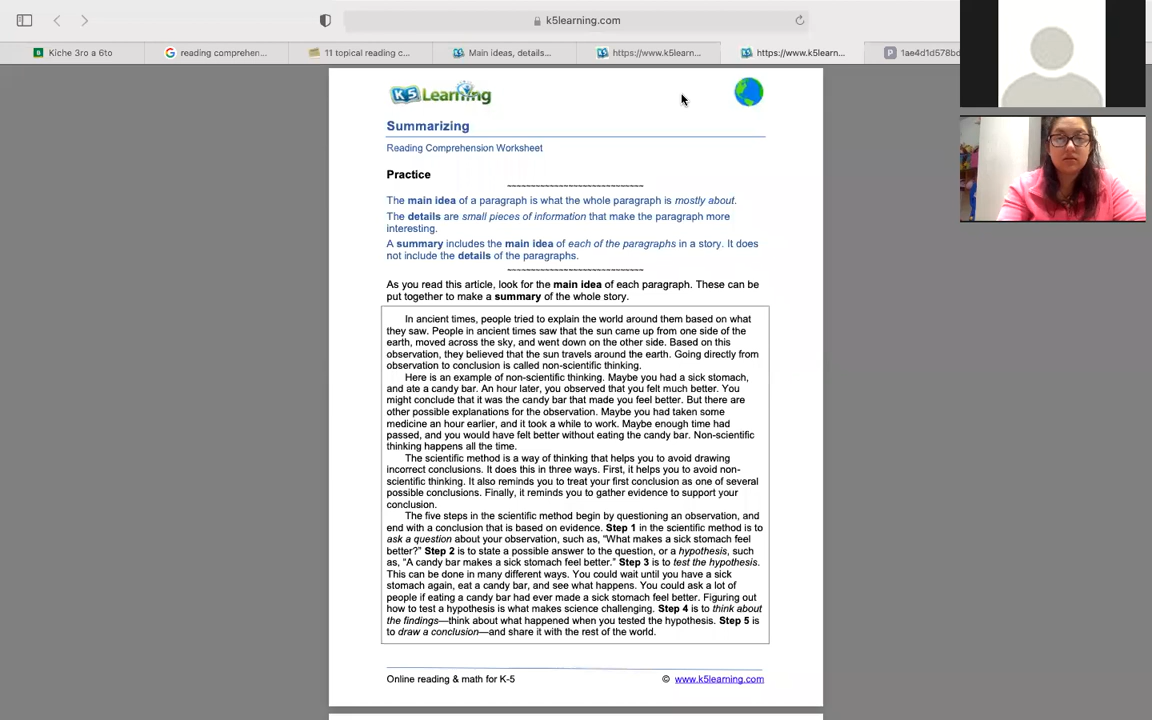 k5learning.com
Kiche 3ro a 6to
reading comprehen...
11 topical reading c...
Main ideas, details...
https://www.k5learn...
https://www.k5learn...
1ae4d1d578bd
K5 Learning
Summarizing
Reading Comprehension Worksheet
Practice
~~~~~~~~~~~~~~~~~~~~~~~~~~~~
The main idea of a paragraph is what the whole paragraph is mostly about.
The details are small pieces of information that make the paragraph more
interesting.
A summary includes the main idea of each of the paragraphs in a story. It does
not include the details of the paragraphs.
~~~~~~~~~~~~~~~~~~~~~~~~~~~~
As you read this article, look for the main idea of each paragraph. These can be
put together to make a summary of the whole story.
In ancient times, people tried to explain the world around them based on what
they saw. People in ancient times saw that the sun came up from one side of the
earth, moved across the sky, and went down on the other side. Based on this
observation, they believed that the sun travels around the earth. Going directly from
observation to conclusion is called non-scientific thinking.
Here is an example of non-scientific thinking. Maybe you had a sick stomach,
and ate a candy bar. An hour later, you observed that you felt much better. You
might conclude that it was the candy bar that made you feel better. But there are
other possible explanations for the observation. Maybe you had taken some
medicine an hour earlier, and it took a while to work. Maybe enough time had
passed, and you would have felt better without eating the candy bar. Non-scientific
thinking happens all the time.
The scientific method is a way of thinking that helps you to avoid drawing
incorrect conclusions. It does this in three ways. First, it helps you to avoid non-
scientific thinking. It also reminds you to treat your first conclusion as one of several
possible conclusions. Finally, it reminds you to gather evidence to support your
conclusion.
The five steps in the scientific method begin by questioning an observation, and
end with a conclusion that is based on evidence. Step 1 in the scientific method is to
ask a question about your observation, such as, "What makes a sick stomach feel
better?" Step 2 is to state a possible answer to the question, or a hypothesis, such
as, "A candy bar makes a sick stomach feel better." Step 3 is to test the hypothesis.
This can be done in many different ways. You could wait until you have a sick
stomach again, eat a candy bar, and see what happens. You could ask a lot of
people if eating a candy bar had ever made a sick stomach feel better. Figuring out
how to test a hypothesis is what makes science challenging. Step 4 is to think about
the findings—think about what happened when you tested the hypothesis. Step 5 is
to draw a conclusion—and share it with the rest of the world.
Online reading & math for K-5
© www.k5learning.com